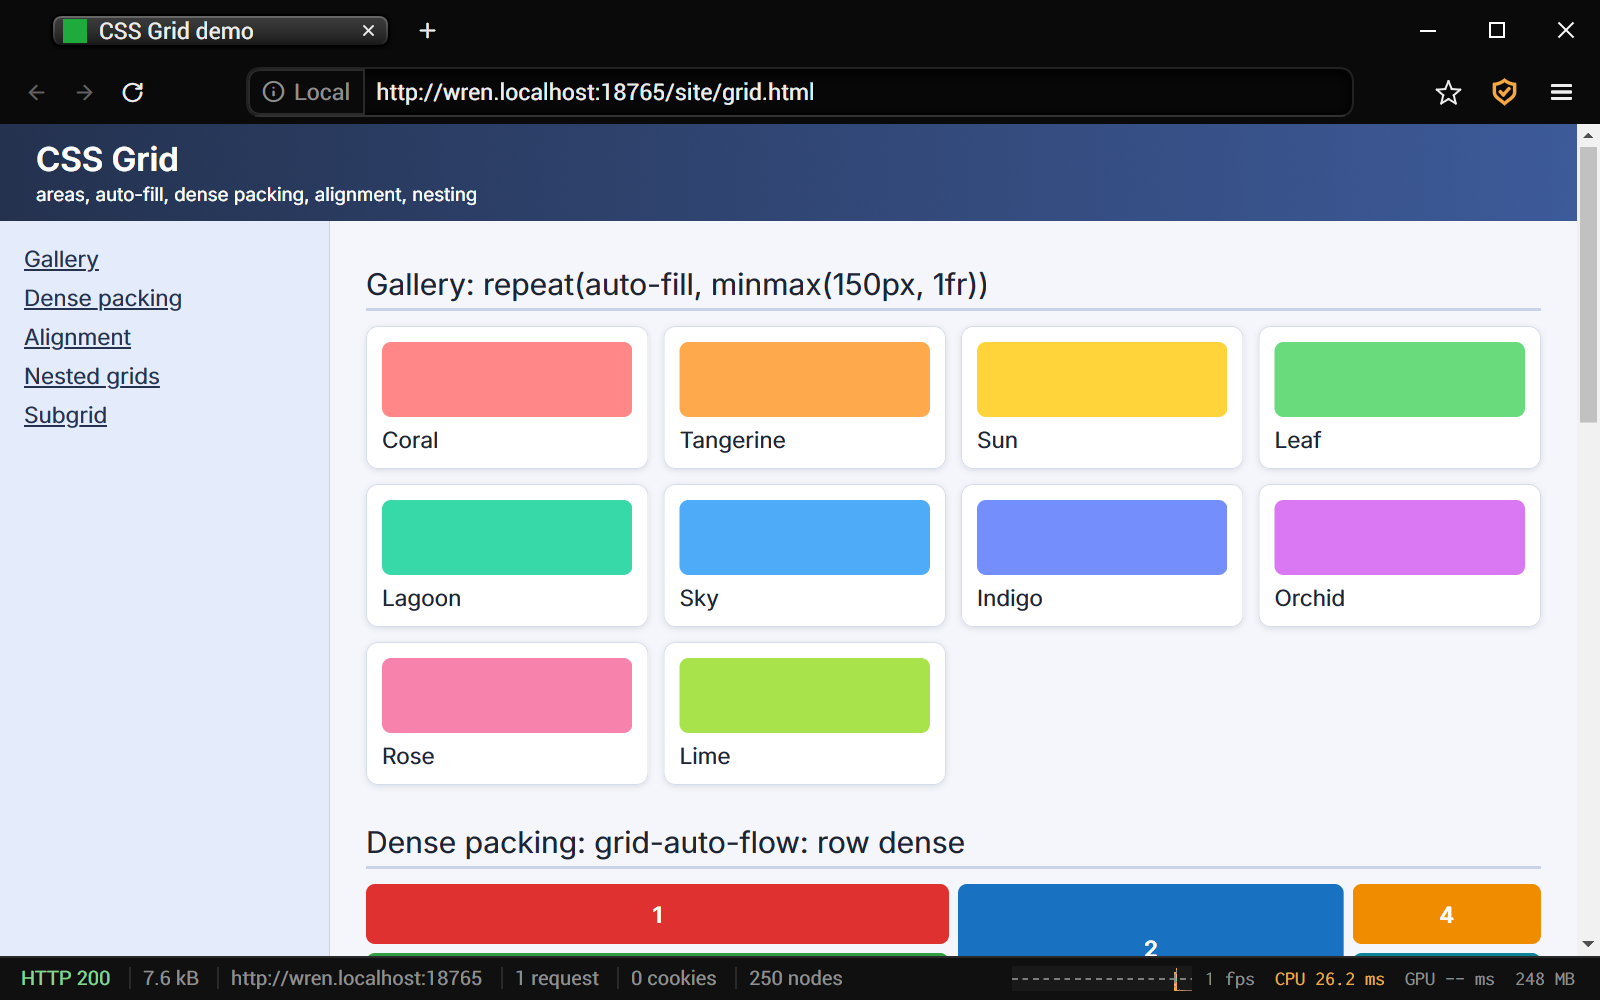 CSS Grid demo
Local
http://wren.localhost:18765/site/grid.html
CSS Grid
areas, auto-fill, dense packing, alignment, nesting
Gallery
Dense packing
Alignment
Nested grids
Subgrid
Gallery: repeat(auto-fill, minmax(150px, 1fr))
Coral
Tangerine
Sun
Leaf
Lagoon
Sky
Indigo
Orchid
Rose
Lime
Dense packing: grid-auto-flow: row dense
1
2
4
HTTP 200
7.6 kB
http://wren.localhost:18765
1 request
0 cookies
250 nodes
1 fps
CPU 26.2 ms
GPU -- ms
248 MB